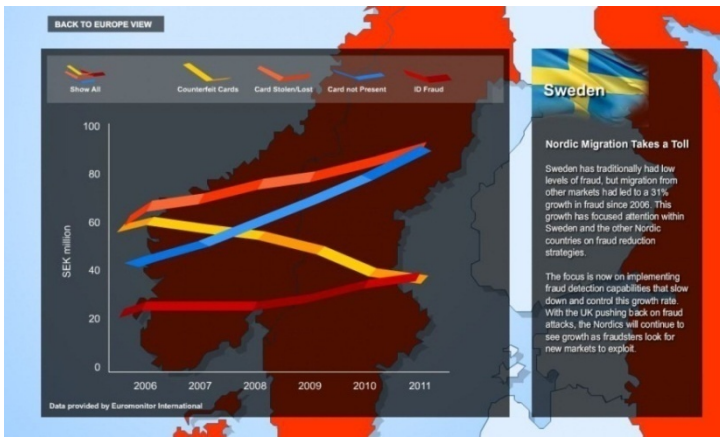 BACK TO EUROPE VIEW
Show All
Counterfeit Cards
Card Stolen/Lost
Card not Present
ID Fraud
100
80
60
40
20
0
SEK million
2006 2007 2008 2009 2010 2011
Data provided by Euromonitor International
Sweden
Nordic Migration Takes a Toll
Sweden has traditionally had low
levels of fraud, but migration from
other markets had led to a 31%
growth in fraud since 2006. This
growth has focused attention within
Sweden and the other Nordic
countries on fraud reduction
strategies.
The focus is now on implementing
fraud detection capabilities that slow
down and control this growth rate.
With the UK pushing back on fraud
attacks, the Nordics will continue to
see growth as fraudsters look for
new markets to exploit.